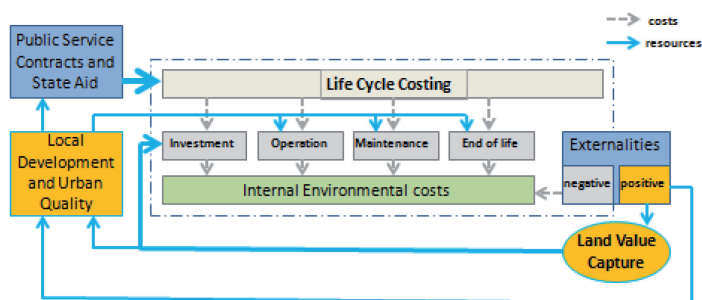 costs
resources
Public Service
Contracts and
State Aid
Life Cycle Costing
Local
Development
and Urban
Quality
Investment
Operation
Maintenance
End of life
Externalities
negative
positive
Internal Environmental costs
Land Value
Capture